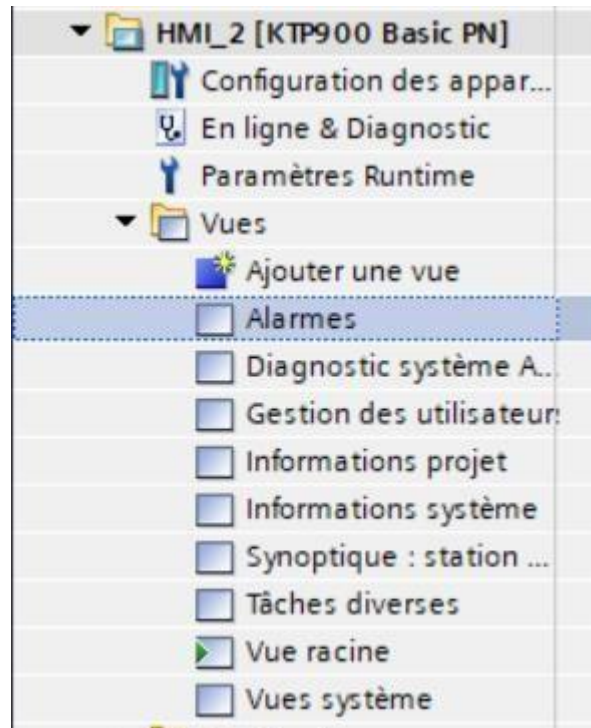 HMI_2 [KTP900 Basic PN]
Configuration des appar...
En ligne & Diagnostic
Paramètres Runtime
Vues
Ajouter une vue
Alarmes
Diagnostic système A...
Gestion des utilisateurs
Informations projet
Informations système
Synoptique : station ...
Tâches diverses
Vue racine
Vues système